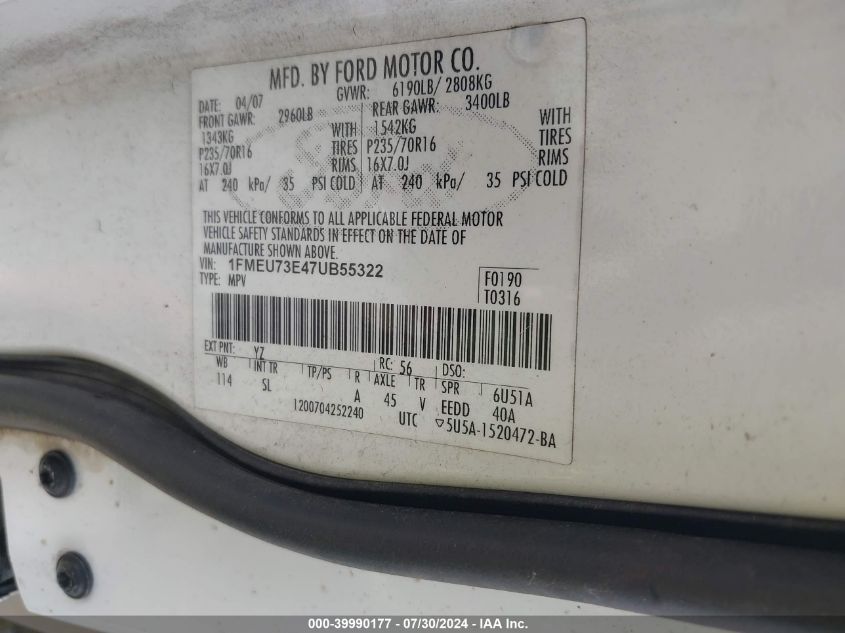 MFD. BY FORD MOTOR CO.
DATE: 04/07 GVWR: 6190LB/ 2808KG
FRONT GAWR: 2960LB REAR GAWR: 3400LB
1343KG WITH 1542KG WITH
P235/70R16 TIRES P235/70R16 TIRES
16X7.0J RIMS 16X7.0J RIMS
AT 240 kPa/ 35 PSI COLD AT 240 kPa/ 35 PSI COLD
THIS VEHICLE CONFORMS TO ALL APPLICABLE FEDERAL MOTOR
VEHICLE SAFETY STANDARDS IN EFFECT ON THE DATE OF
MANUFACTURE SHOWN ABOVE.
VIN: 1FMEU73E47UB55322
TYPE: MPV
F0190
T0316
EXT PNT: YZ RC: 56 DSO:
WB INT TR TP/PS R AXLE TR SPR 6U51A
114 SL A 45 V EEDD 40A
1200704252240 UTC ▽5U5A-1520472-BA
000-39990177 - 07/30/2024 - IAA Inc.